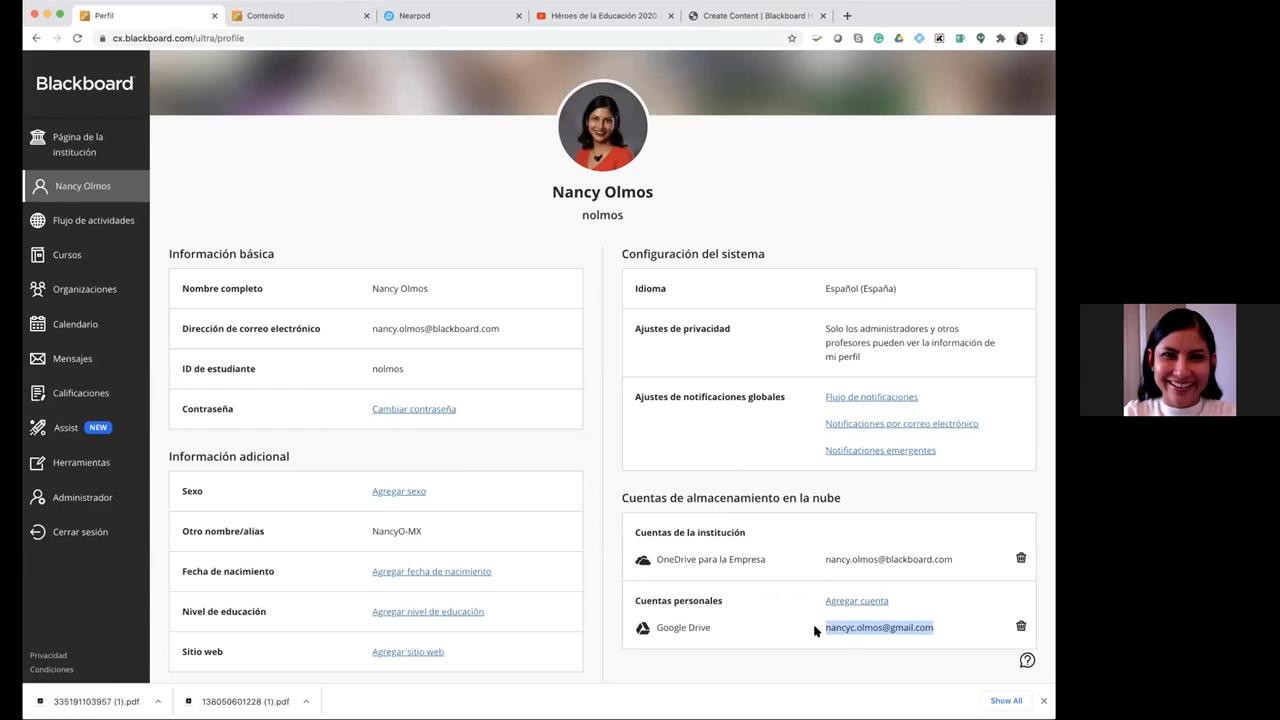 Perfil
Contenido
Nearpod
Héroes de la Educación 2020
Create Content | Blackboard H
cx.blackboard.com/ultra/profile
Blackboard
Página de la
institución
Nancy Olmos
Flujo de actividades
Cursos
Organizaciones
Calendario
Mensajes
Calificaciones
Assist NEW
Herramientas
Administrador
Cerrar sesión
Privacidad
Condiciones
Nancy Olmos
nolmos
Información básica
Nombre completo Nancy Olmos
Dirección de correo electrónico nancy.olmos@blackboard.com
ID de estudiante nolmos
Contraseña Cambiar contraseña
Información adicional
Sexo Agregar sexo
Otro nombre/alias NancyO-MX
Fecha de nacimiento Agregar fecha de nacimiento
Nivel de educación Agregar nivel de educación
Sitio web Agregar sitio web
Configuración del sistema
Idioma Español (España)
Ajustes de privacidad Solo los administradores y otros
profesores pueden ver la información de
mi perfil
Ajustes de notificaciones globales Flujo de notificaciones
Notificaciones por correo electrónico
Notificaciones emergentes
Cuentas de almacenamiento en la nube
Cuentas de la institución
OneDrive para la Empresa nancy.olmos@blackboard.com
Cuentas personales Agregar cuenta
Google Drive nancyc.olmos@gmail.com
335191103957 (1).pdf
138050601228 (1).pdf
Show All